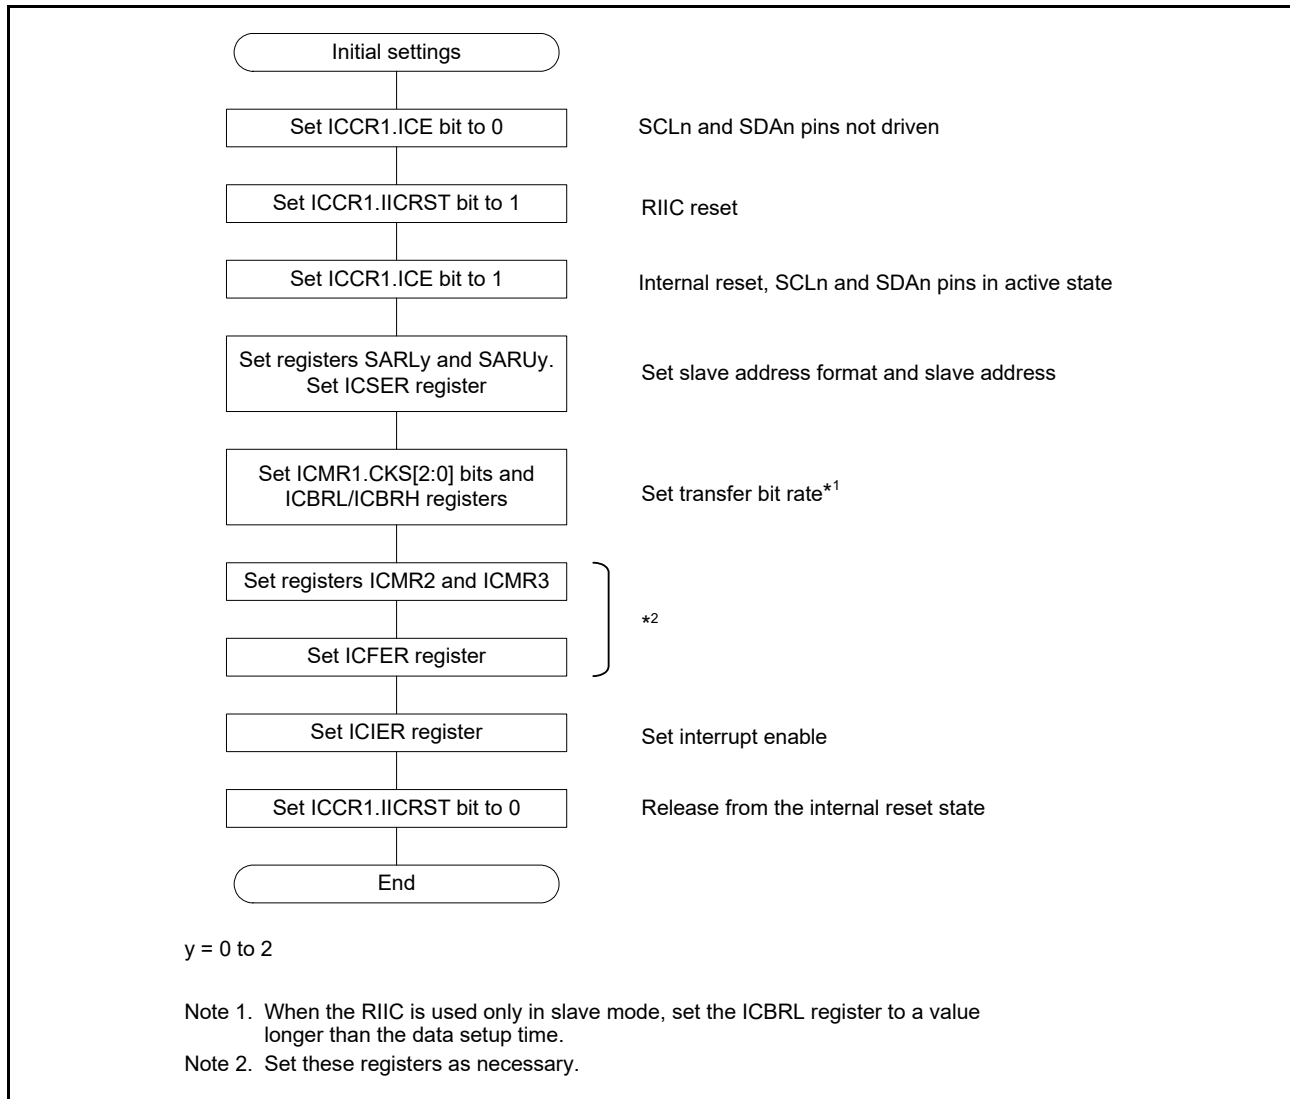 Initial settings
Set ICCR1.ICE bit to 0
SCLn and SDAn pins not driven
Set ICCR1.IICRST bit to 1
RIIC reset
Set ICCR1.ICE bit to 1
Internal reset, SCLn and SDAn pins in active state
Set registers SARLy and SARUy.
Set ICSER register
Set slave address format and slave address
Set ICMR1.CKS[2:0] bits and
ICBRL/ICBRH registers
Set transfer bit rate*1
Set registers ICMR2 and ICMR3
*2
Set ICFER register
Set ICIER register
Set interrupt enable
Set ICCR1.IICRST bit to 0
Release from the internal reset state
End
y = 0 to 2
Note 1. When the RIIC is used only in slave mode, set the ICBRL register to a value
longer than the data setup time.
Note 2. Set these registers as necessary.